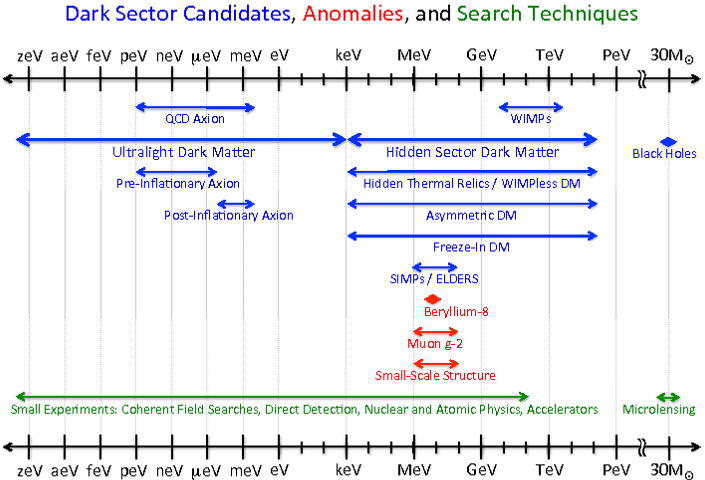 Dark Sector Candidates, Anomalies, and Search Techniques
zeV aeV feV peV neV μeV meV eV keV MeV GeV TeV PeV 30M☉
QCD Axion WIMPs
Ultralight Dark Matter Hidden Sector Dark Matter Black Holes
Pre-Inflationary Axion Hidden Thermal Relics / WIMPless DM
Post-Inflationary Axion Asymmetric DM
Freeze-In DM
SIMPs / ELDERS
Beryllium-8
Muon g-2
Small-Scale Structure
Small Experiments: Coherent Field Searches, Direct Detection, Nuclear and Atomic Physics, Accelerators Microlensing
zeV aeV feV peV neV μeV meV eV keV MeV GeV TeV PeV 30M☉